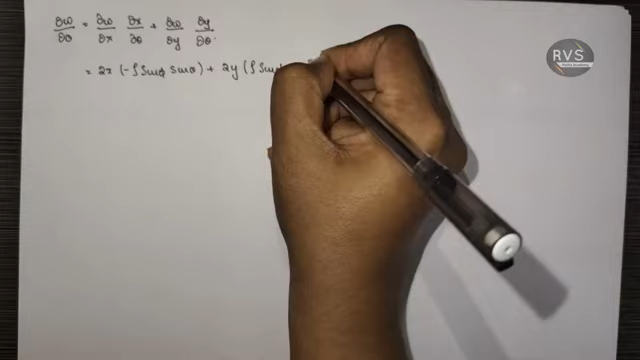 ∂w/∂θ = ∂w/∂x ∂x/∂θ + ∂w/∂y ∂y/∂θ.
= 2x (-ρ Sinϕ Sinθ) + 2y (ρ Sin
RVS